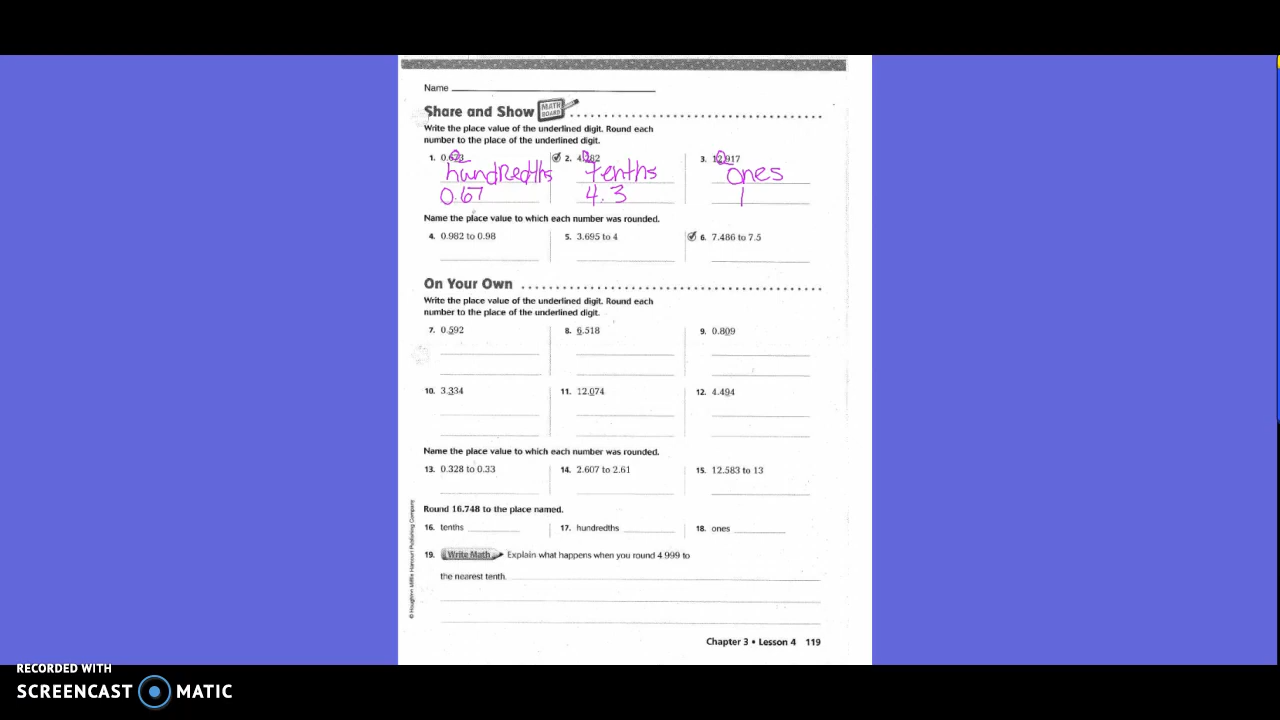 Name
Share and Show MATH BOARD
Write the place value of the underlined digit. Round each
number to the place of the underlined digit.
1. 0.673 2. 4.282 3. 12.917
hundredths tenths ones
0.67 4.3 1
Name the place value to which each number was rounded.
4. 0.982 to 0.98 5. 3.695 to 4 6. 7.486 to 7.5
On Your Own
Write the place value of the underlined digit. Round each
number to the place of the underlined digit.
7. 0.592 8. 6.518 9. 0.809
10. 3.334 11. 12.074 12. 4.494
Name the place value to which each number was rounded.
13. 0.328 to 0.33 14. 2.607 to 2.61 15. 12.583 to 13
Round 16.748 to the place named.
16. tenths 17. hundredths 18. ones
19. Write Math Explain what happens when you round 4.999 to
the nearest tenth.
© Houghton Mifflin Harcourt Publishing Company
Chapter 3 • Lesson 4 119
RECORDED WITH
SCREENCAST MATIC